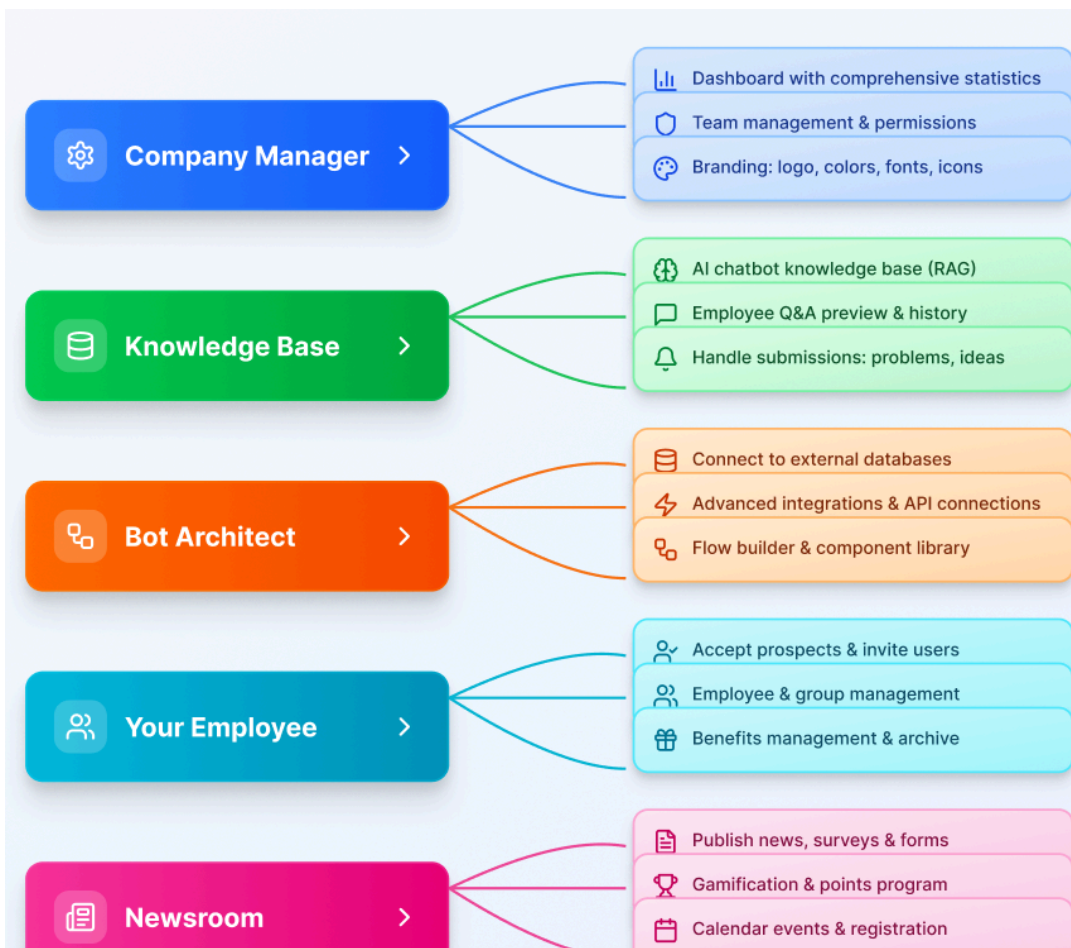 Company Manager
Dashboard with comprehensive statistics
Team management & permissions
Branding: logo, colors, fonts, icons
Knowledge Base
AI chatbot knowledge base (RAG)
Employee Q&A preview & history
Handle submissions: problems, ideas
Bot Architect
Connect to external databases
Advanced integrations & API connections
Flow builder & component library
Your Employee
Accept prospects & invite users
Employee & group management
Benefits management & archive
Newsroom
Publish news, surveys & forms
Gamification & points program
Calendar events & registration